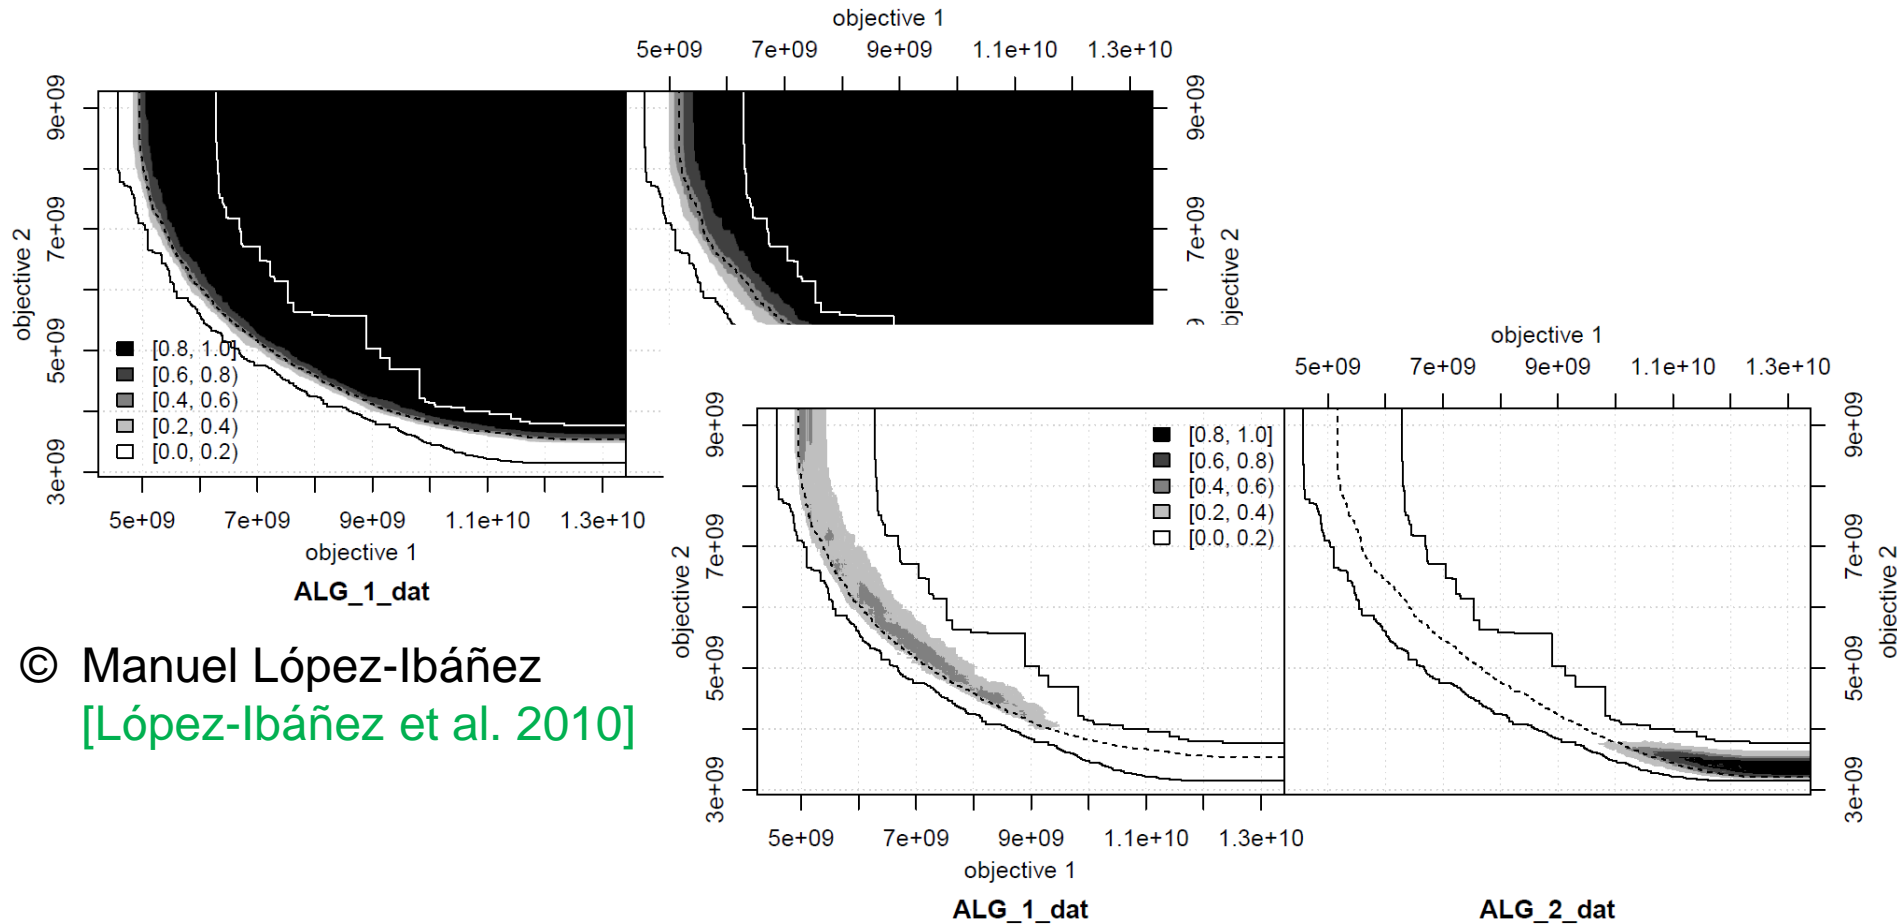 objective 1
5e+09 7e+09 9e+09 1.1e+10 1.3e+10
objective 2
3e+09 5e+09 7e+09 9e+09
[0.8, 1.0]
[0.6, 0.8)
[0.4, 0.6)
[0.2, 0.4)
[0.0, 0.2)
5e+09 7e+09 9e+09 1.1e+10 1.3e+10
objective 1
ALG_1_dat
7e+09 9e+09
© Manuel López-Ibáñez
[López-Ibáñez et al. 2010]
objective 1
5e+09 7e+09 9e+09 1.1e+10 1.3e+10
objective 2
3e+09 5e+09 7e+09 9e+09
[0.8, 1.0]
[0.6, 0.8)
[0.4, 0.6)
[0.2, 0.4)
[0.0, 0.2)
5e+09 7e+09 9e+09 1.1e+10 1.3e+10
objective 1
ALG_1_dat
3e+09 5e+09 7e+09 9e+09
objective 2
ALG_2_dat